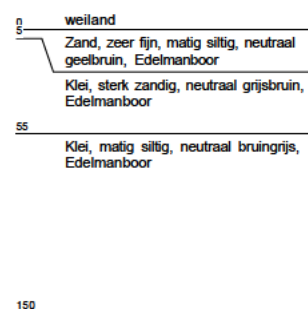 n weiland
5
Zand, zeer fijn, matig siltig, neutraal
geelbruin, Edelmanboor
Klei, sterk zandig, neutraal grijsbruin,
Edelmanboor
55
Klei, matig siltig, neutraal bruingrijs,
Edelmanboor
150